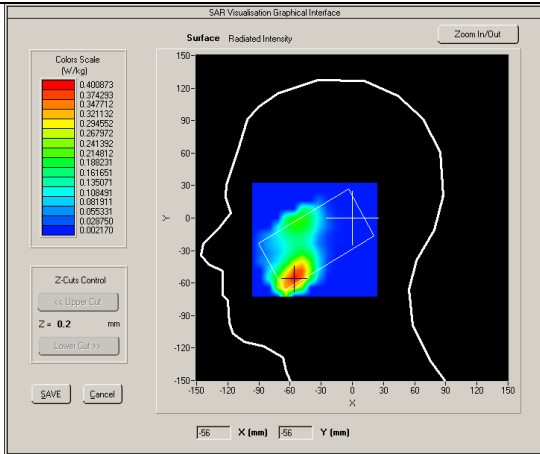 SAR Visualisation Graphical Interface
Surface Radiated Intensity
Zoom In/Out
Colors Scale
(W/kg)
0.400873
0.374293
0.347712
0.321132
0.294552
0.267972
0.241392
0.214812
0.188231
0.161651
0.135071
0.108491
0.081911
0.055331
0.028750
0.002170
Z-Cuts Control
<< Upper Cut
Z = 0.2 mm
Lower Cut >>
SAVE Cancel
150
120
90
60
30
0
-30
-60
-90
-120
-150
Y
-150 -120 -90 -60 -30 0 30 60 90 120 150
X
-56 X (mm) -56 Y (mm)